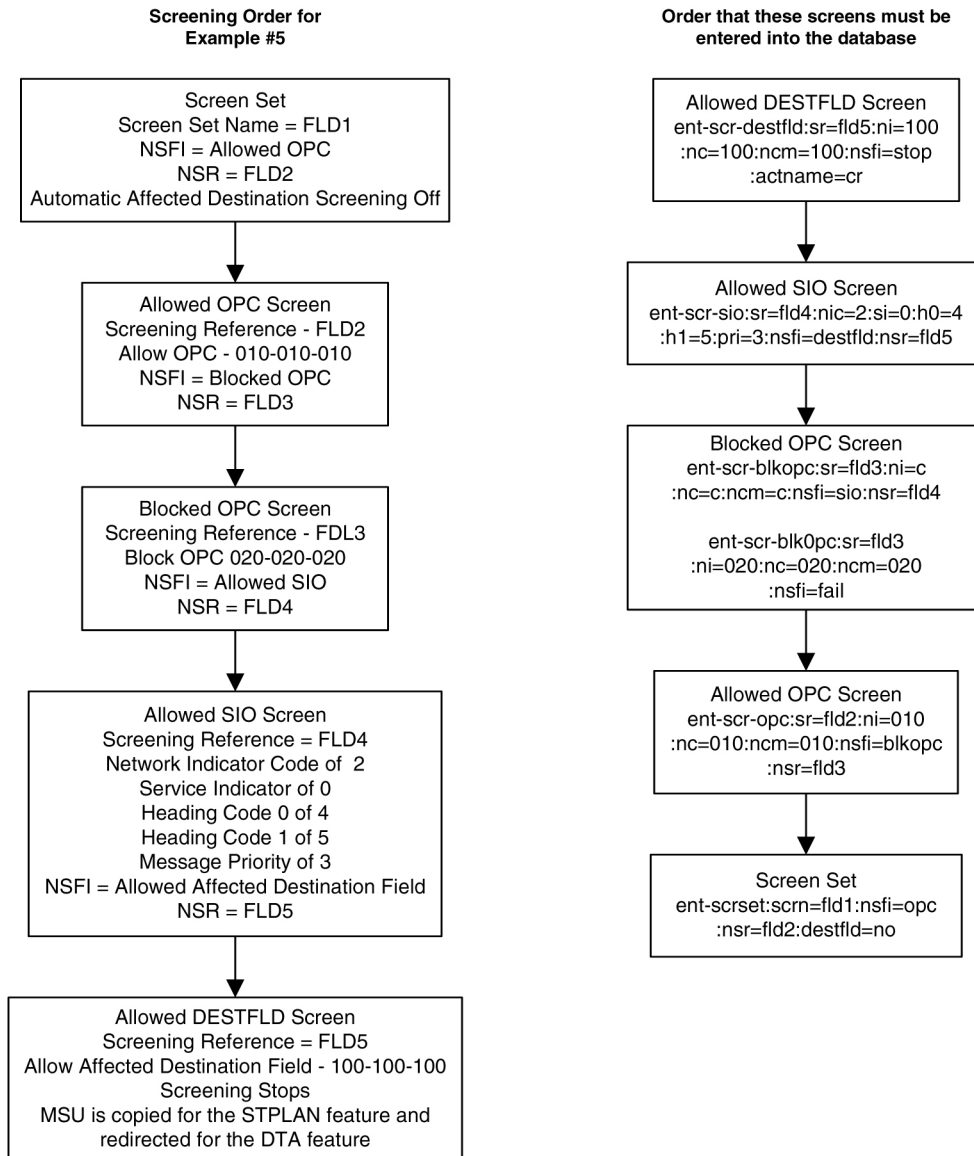 Screening Order for
Example #5
Screen Set
Screen Set Name = FLD1
NSFI = Allowed OPC
NSR = FLD2
Automatic Affected Destination Screening Off
Allowed OPC Screen
Screening Reference - FLD2
Allow OPC - 010-010-010
NSFI = Blocked OPC
NSR = FLD3
Blocked OPC Screen
Screening Reference - FDL3
Block OPC 020-020-020
NSFI = Allowed SIO
NSR = FLD4
Allowed SIO Screen
Screening Reference = FLD4
Network Indicator Code of 2
Service Indicator of 0
Heading Code 0 of 4
Heading Code 1 of 5
Message Priority of 3
NSFI = Allowed Affected Destination Field
NSR = FLD5
Allowed DESTFLD Screen
Screening Reference = FLD5
Allow Affected Destination Field - 100-100-100
Screening Stops
MSU is copied for the STPLAN feature and
redirected for the DTA feature
Order that these screens must be
entered into the database
Allowed DESTFLD Screen
ent-scr-destfld:sr=fld5:ni=100
:nc=100:ncm=100:nsfi=stop
:actname=cr
Allowed SIO Screen
ent-scr-sio:sr=fld4:nic=2:si=0:h0=4
:h1=5:pri=3:nsfi=destfld:nsr=fld5
Blocked OPC Screen
ent-scr-blkopc:sr=fld3:ni=c
:nc=c:ncm=c:nsfi=sio:nsr=fld4
ent-scr-blk0pc:sr=fld3
:ni=020:nc=020:ncm=020
:nsfi=fail
Allowed OPC Screen
ent-scr-opc:sr=fld2:ni=010
:nc=010:ncm=010:nsfi=blkopc
:nsr=fld3
Screen Set
ent-scrset:scrn=fld1:nsfi=opc
:nsr=fld2:destfld=no